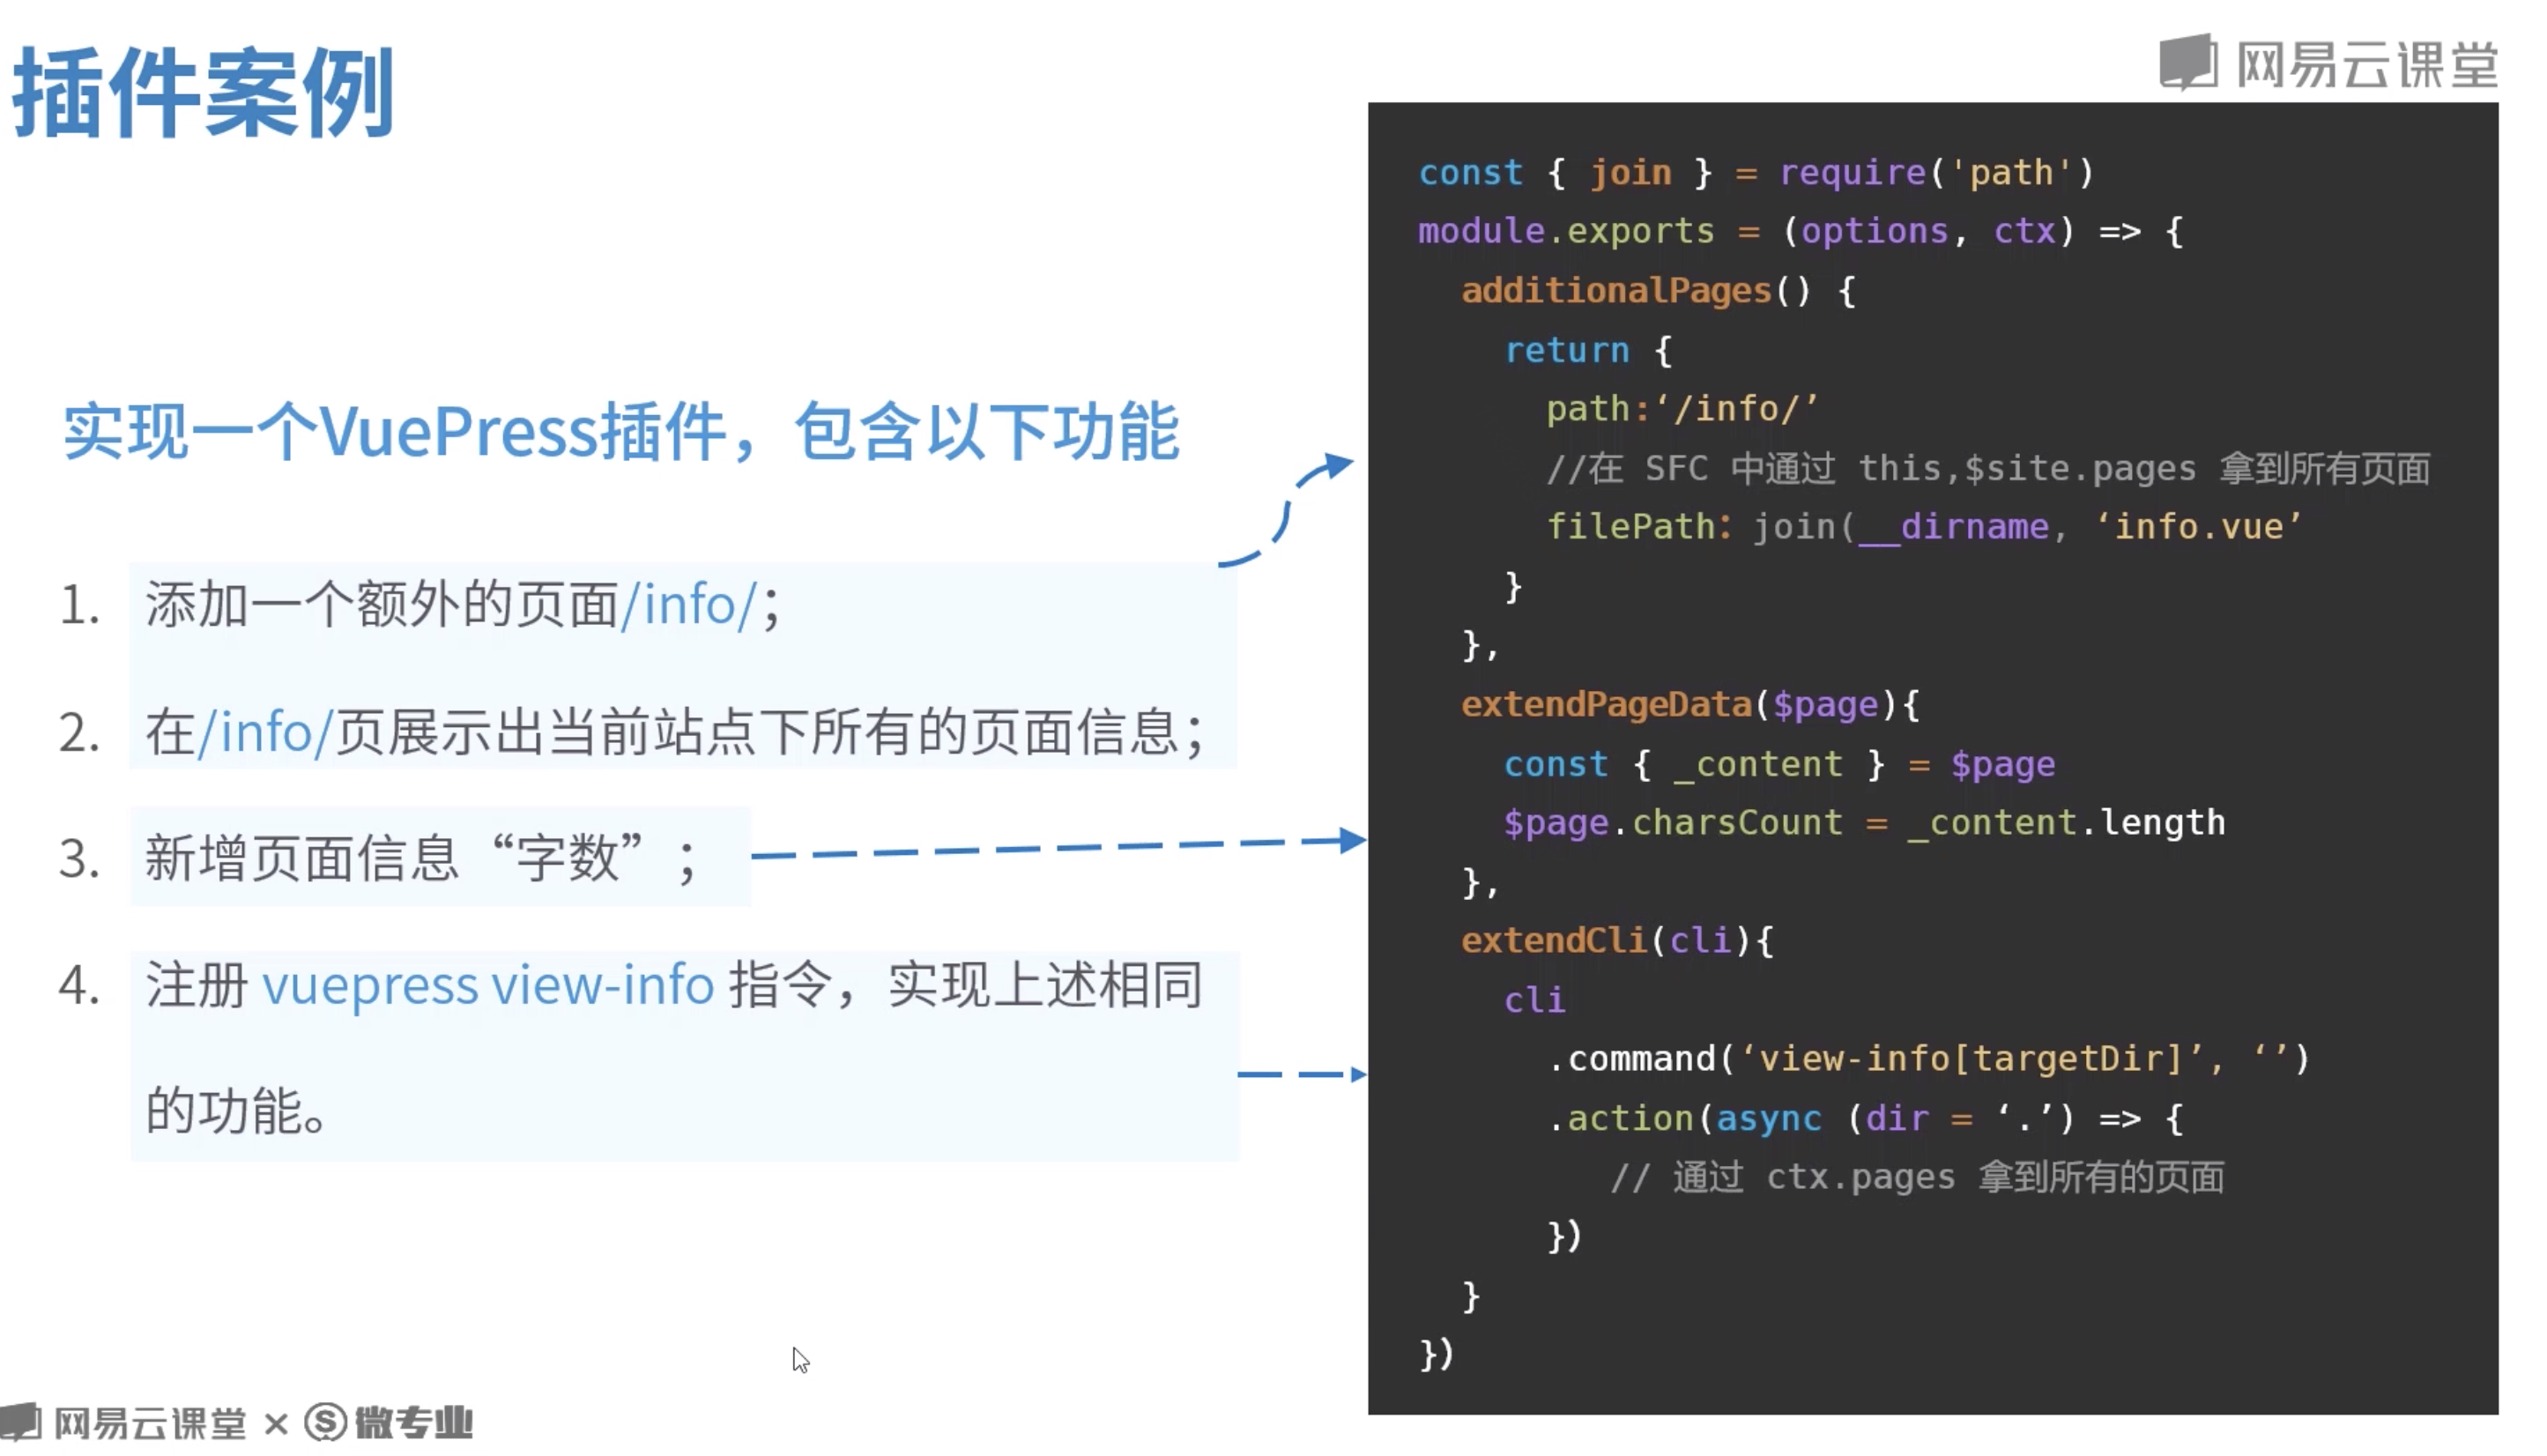 插件案例
网易云课堂
实现一个VuePress插件，包含以下功能
1. 添加一个额外的页面/info/；
2. 在/info/页展示出当前站点下所有的页面信息；
3. 新增页面信息“字数”；
4. 注册 vuepress view-info 指令，实现上述相同
的功能。
const { join } = require('path')
module.exports = (options, ctx) => {
  additionalPages() {
    return {
      path:‘/info/’
      //在 SFC 中通过 this,$site.pages 拿到所有页面
      filePath：join(__dirname, ‘info.vue’
    }
  },
  extendPageData($page){
    const { _content } = $page
    $page.charsCount = _content.length
  },
  extendCli(cli){
    cli
      .command(‘view-info[targetDir]’, ‘’)
      .action(async (dir = ‘.’) => {
         // 通过 ctx.pages 拿到所有的页面
      })
  }
})
网易云课堂 × 微专业